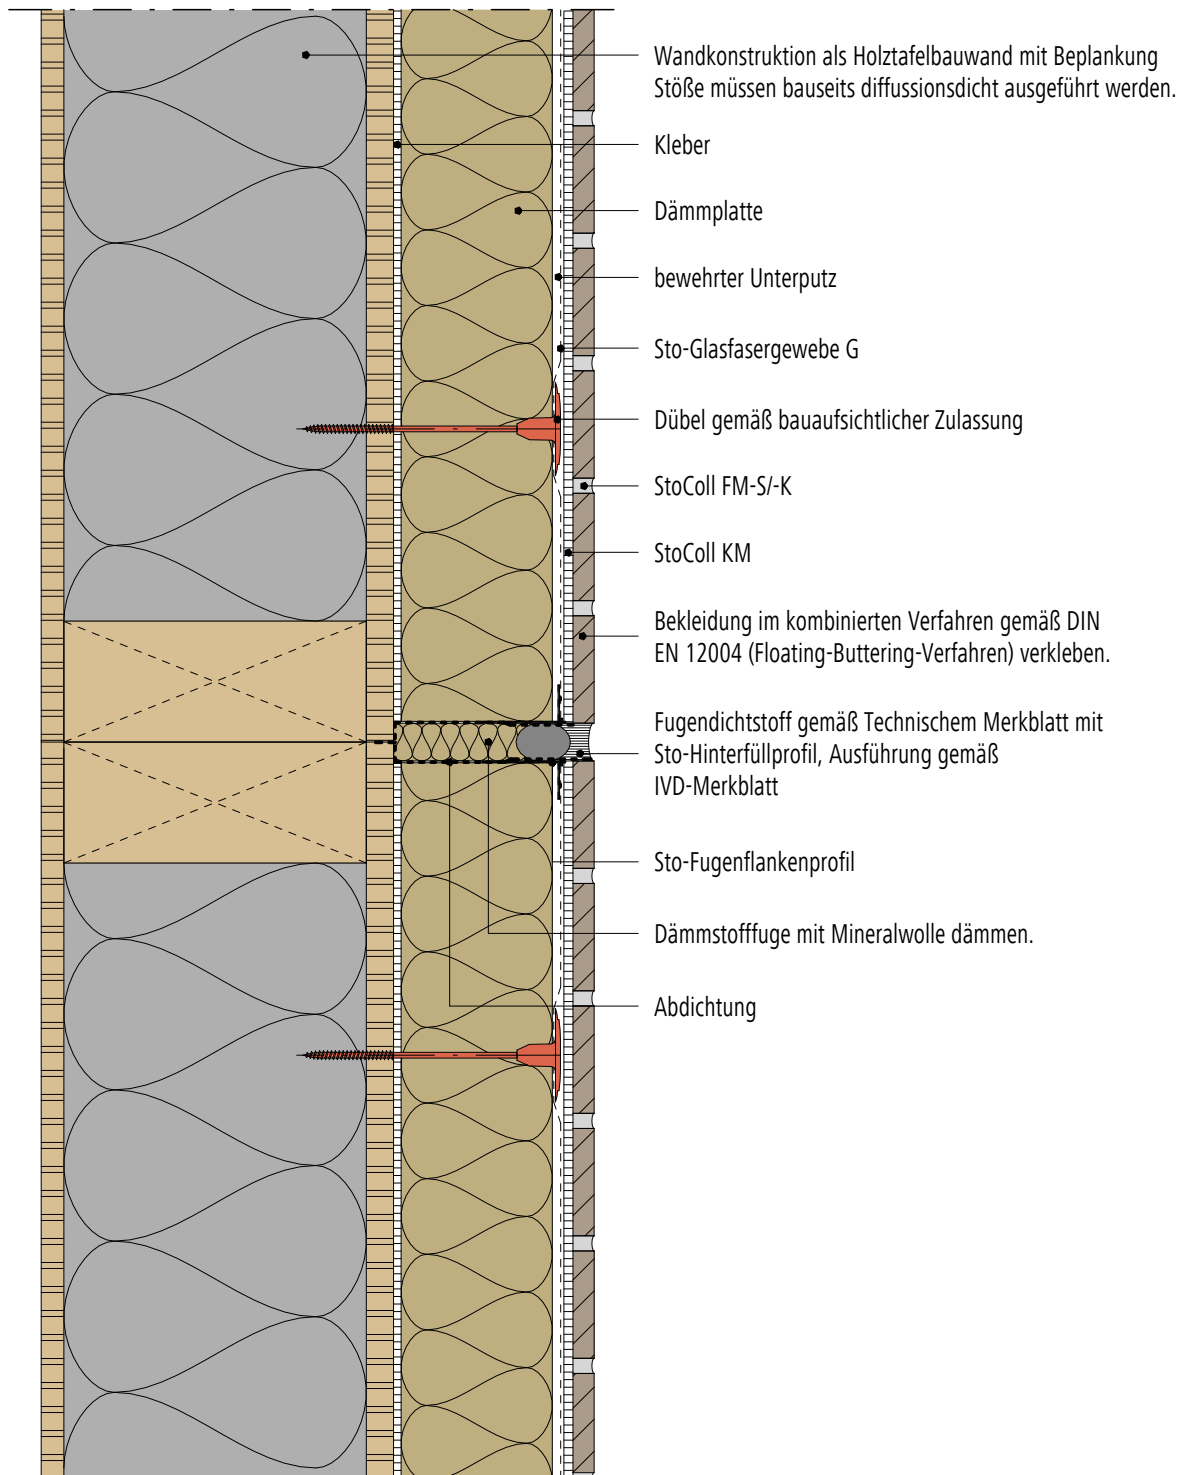 Wandkonstruktion als Holztafelbauwand mit Beplankung
Stöße müssen bauseits diffussionsdicht ausgeführt werden.
Kleber
Dämmplatte
bewehrter Unterputz
Sto-Glasfasergewebe G
Dübel gemäß bauaufsichtlicher Zulassung
StoColl FM-S/-K
StoColl KM
Bekleidung im kombinierten Verfahren gemäß DIN
EN 12004 (Floating-Buttering-Verfahren) verkleben.
Fugendichtstoff gemäß Technischem Merkblatt mit
Sto-Hinterfüllprofil, Ausführung gemäß
IVD-Merkblatt
Sto-Fugenflankenprofil
Dämmstofffuge mit Mineralwolle dämmen.
Abdichtung